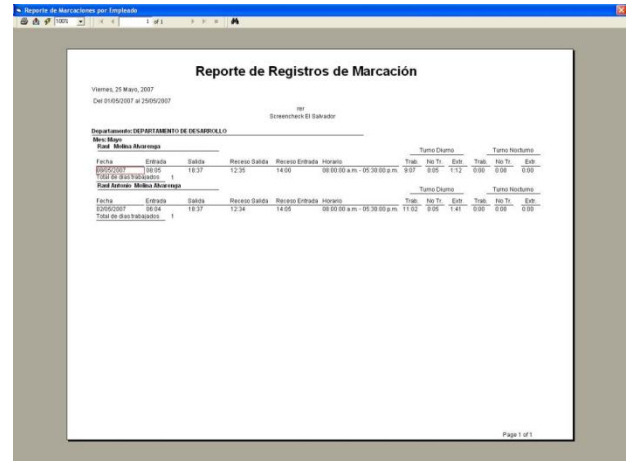 Reporte de Marcaciones por Empleado
100% 1 of 1
Reporte de Registros de Marcación
Viernes, 25 Mayo, 2007
Del 01/05/2007 al 25/05/2007
rer
Screencheck El Salvador
Departamento: DEPARTAMENTO DE DESARROLLO
Mes: Mayo
Raul Molina Alvarenga
Turno Diurno Turno Nocturno
Fecha Entrada Salida Receso Salida Receso Entrada Horario Trab. No Tr. Extr. Trab. No Tr. Extr.
09/05/2007 08:05 18:37 12:35 14:00 08:00:00 a.m. - 05:30:00 p.m. 9:07 0:05 1:12 0:00 0:00 0:00
Total de dias trabajados 1
Raul Antonio Molina Alvarenga
Turno Diurno Turno Nocturno
Fecha Entrada Salida Receso Salida Receso Entrada Horario Trab. No Tr. Extr. Trab. No Tr. Extr.
02/05/2007 06:04 18:37 12:34 14:05 08:00:00 a.m. - 05:30:00 p.m. 11:02 0:05 1:41 0:00 0:00 0:00
Total de dias trabajados 1
Page 1 of 1